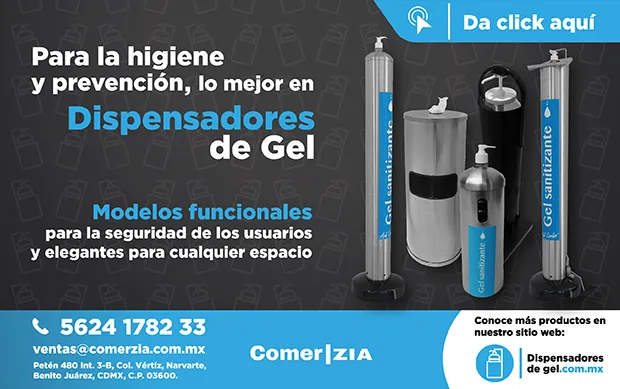 Da click aquí
Para la higiene
y prevención, lo mejor en
Dispensadores
de Gel
Modelos funcionales
para la seguridad de los usuarios
y elegantes para cualquier espacio
Gel sanitizante
Gel sanitizante
Gel sanitizante
5624 1782 33
ventas@comerzia.com.mx
Petén 480 Int. 3-B, Col. Vértiz, Narvarte,
Benito Juárez, CDMX, C.P. 03600.
Comer|ZIA
Conoce más productos en
nuestro sitio web:
Dispensadores
de gel.com.mx